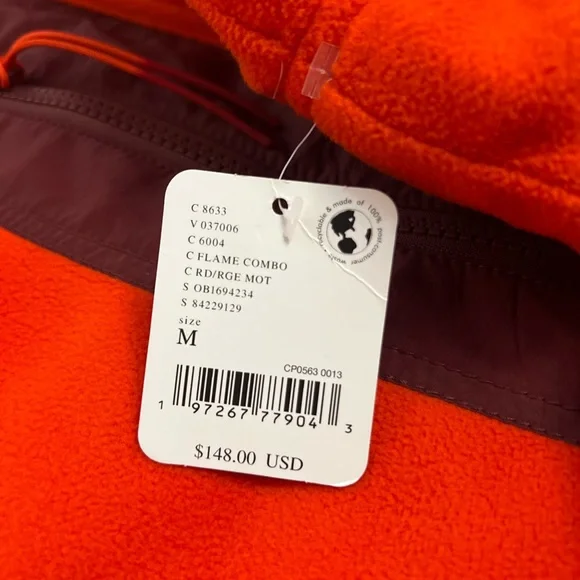 C 8633
V 037006
C 6004
C FLAME COMBO
C RD/RGE MOT
S OB1694234
S 84229129
size
M
recyclable & made of 100% post-consumer waste
CP0563 0013
1 97267 77904 3
$148.00 USD